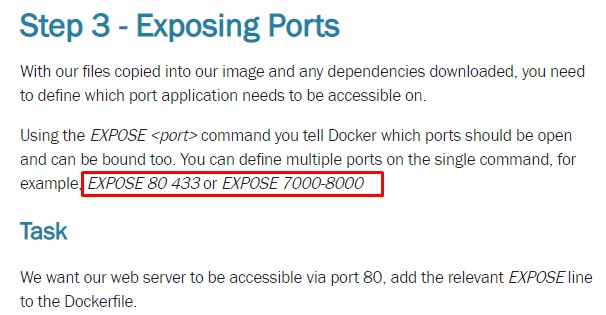 Step 3 - Exposing Ports
With our files copied into our image and any dependencies downloaded, you need
to define which port application needs to be accessible on.
Using the EXPOSE <port> command you tell Docker which ports should be open
and can be bound too. You can define multiple ports on the single command, for
example, EXPOSE 80 433 or EXPOSE 7000-8000
Task
We want our web server to be accessible via port 80, add the relevant EXPOSE line
to the Dockerfile.